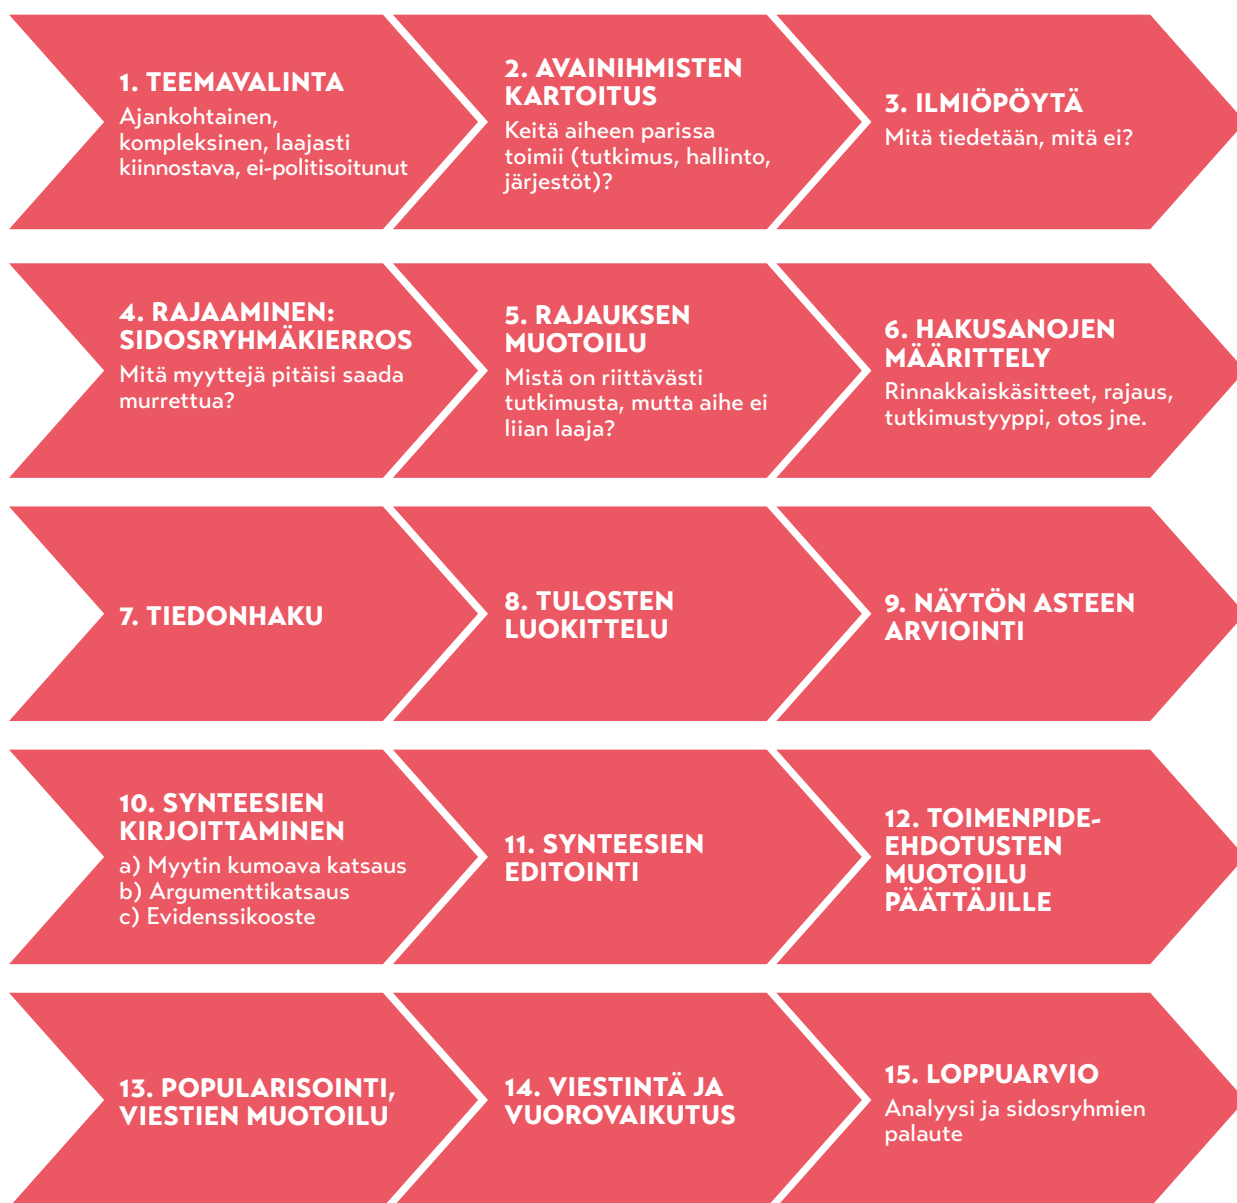 1. TEEMAVALINTA
Ajankohtainen,
kompleksinen, laajasti
kiinnostava, ei-politisoitunut
2. AVAINIHMISTEN
KARTOITUS
Keitä aiheen parissa
toimii (tutkimus, hallinto,
järjestöt)?
3. ILMIÖPÖYTÄ
Mitä tiedetään, mitä ei?
4. RAJAAMINEN:
SIDOSRYHMÄKIERROS
Mitä myyttejä pitäisi saada
murrettua?
5. RAJAUKSEN
MUOTOILU
Mistä on riittävästi
tutkimusta, mutta aihe ei
liian laaja?
6. HAKUSANOJEN
MÄÄRITTELY
Rinnakkaiskäsitteet, rajaus,
tutkimustyyppi, otos jne.
7. TIEDONHAKU
8. TULOSTEN
LUOKITTELU
9. NÄYTÖN ASTEEN
ARVIOINTI
10. SYNTEESIEN
KIRJOITTAMINEN
a) Myytin kumoava katsaus
b) Argumenttikatsaus
c) Evidenssikooste
11. SYNTEESIEN
EDITOINTI
12. TOIMENPIDE-
EHDOTUSTEN
MUOTOILU
PÄÄTTÄJILLE
13. POPULARISOINTI,
VIESTIEN MUOTOILU
14. VIESTINTÄ JA
VUOROVAIKUTUS
15. LOPPUARVIO
Analyysi ja sidosryhmien
palaute